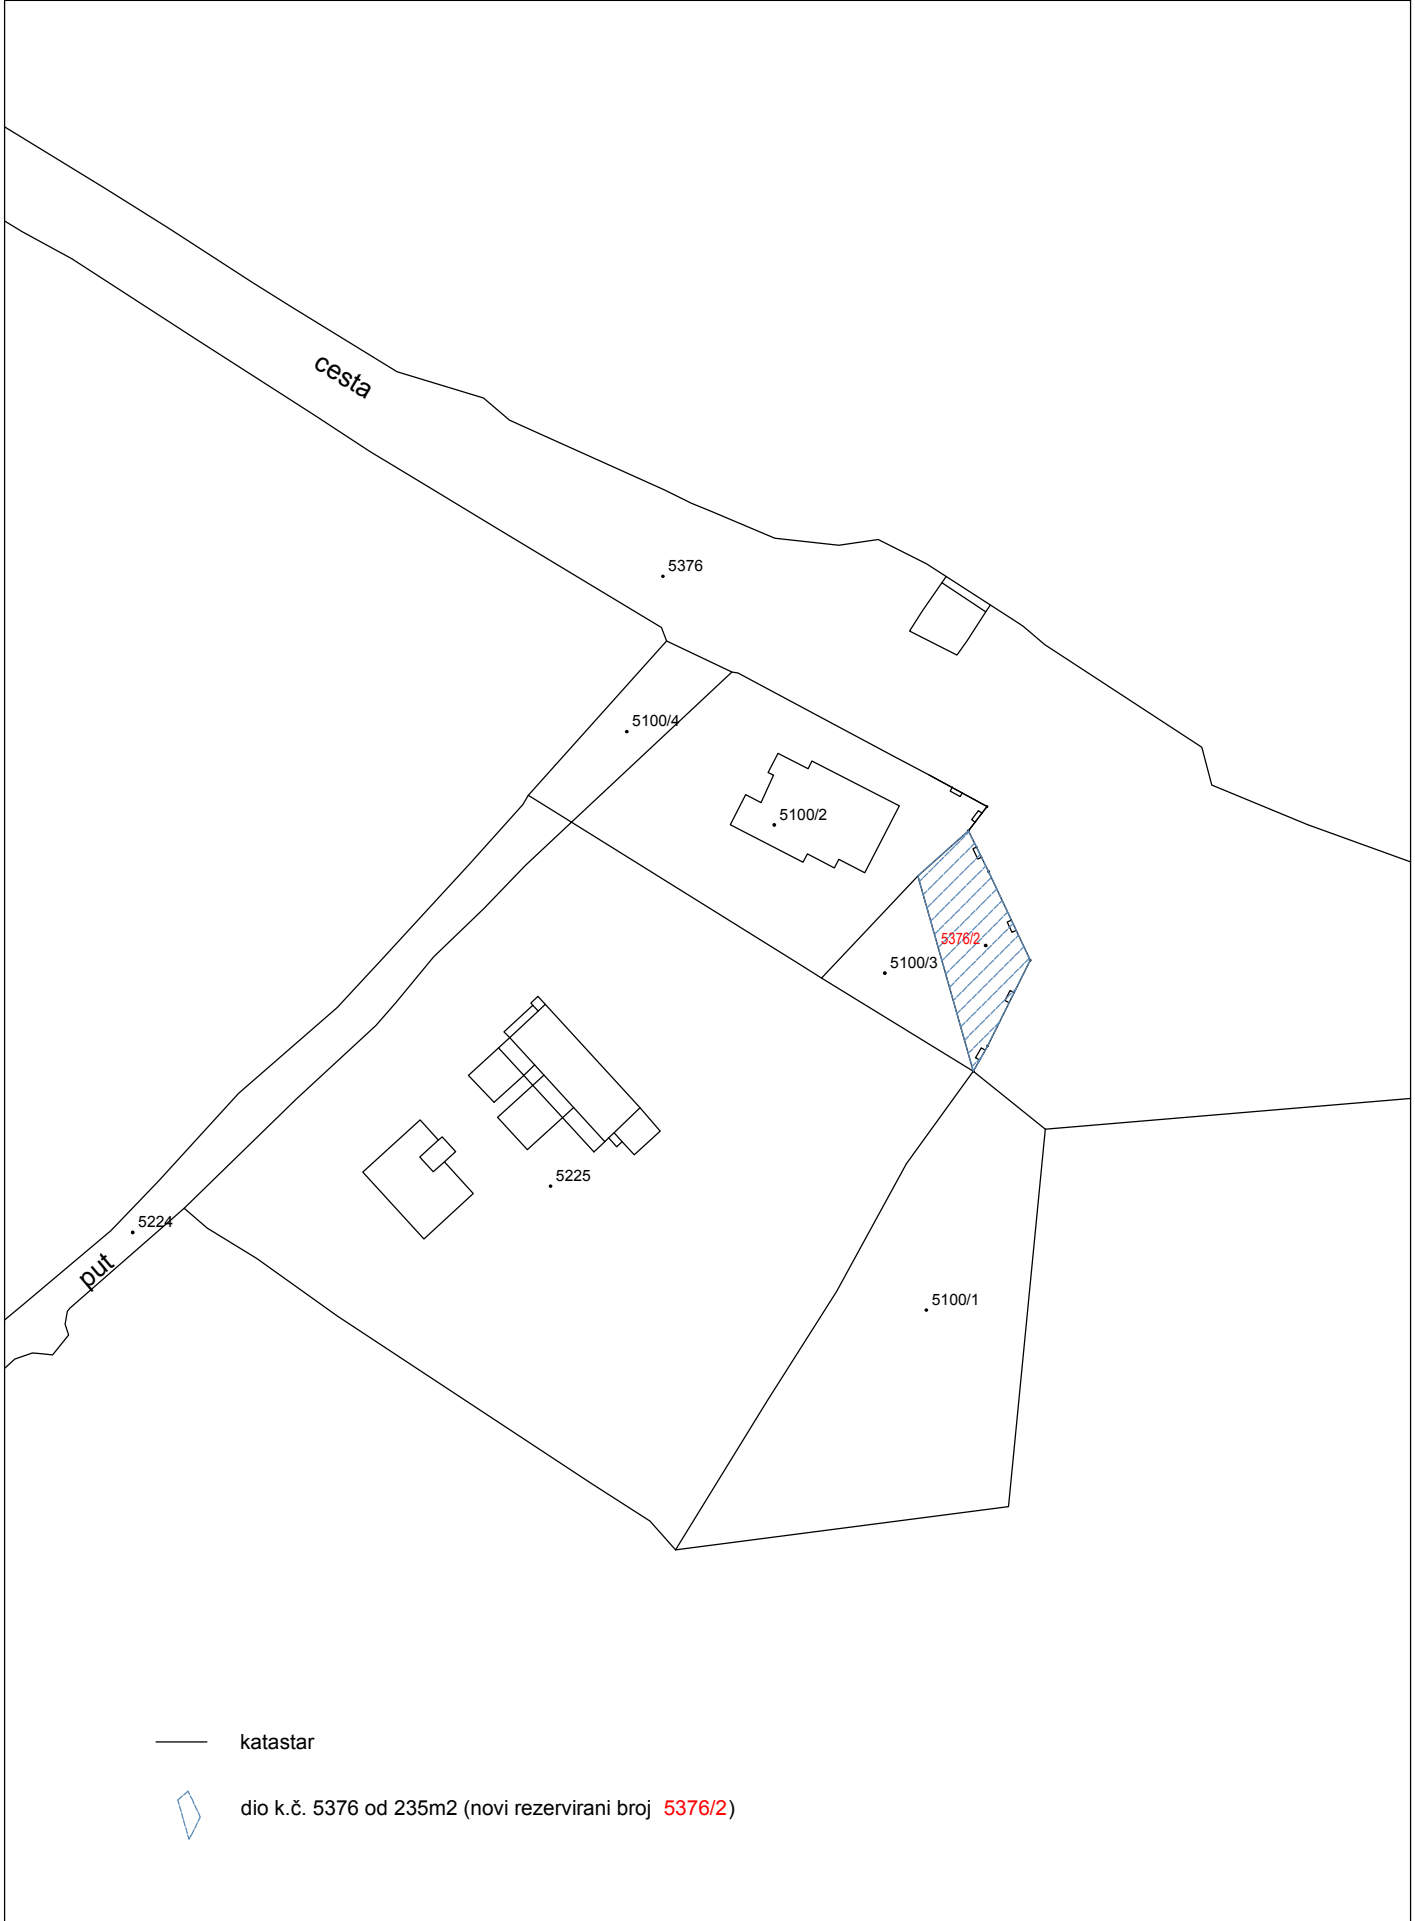 cesta
5376
5100/4
5100/2
5376/2
5100/3
5225
5224
put
5100/1
katastar
dio k.č. 5376 od 235m2 (novi rezervirani broj 5376/2)